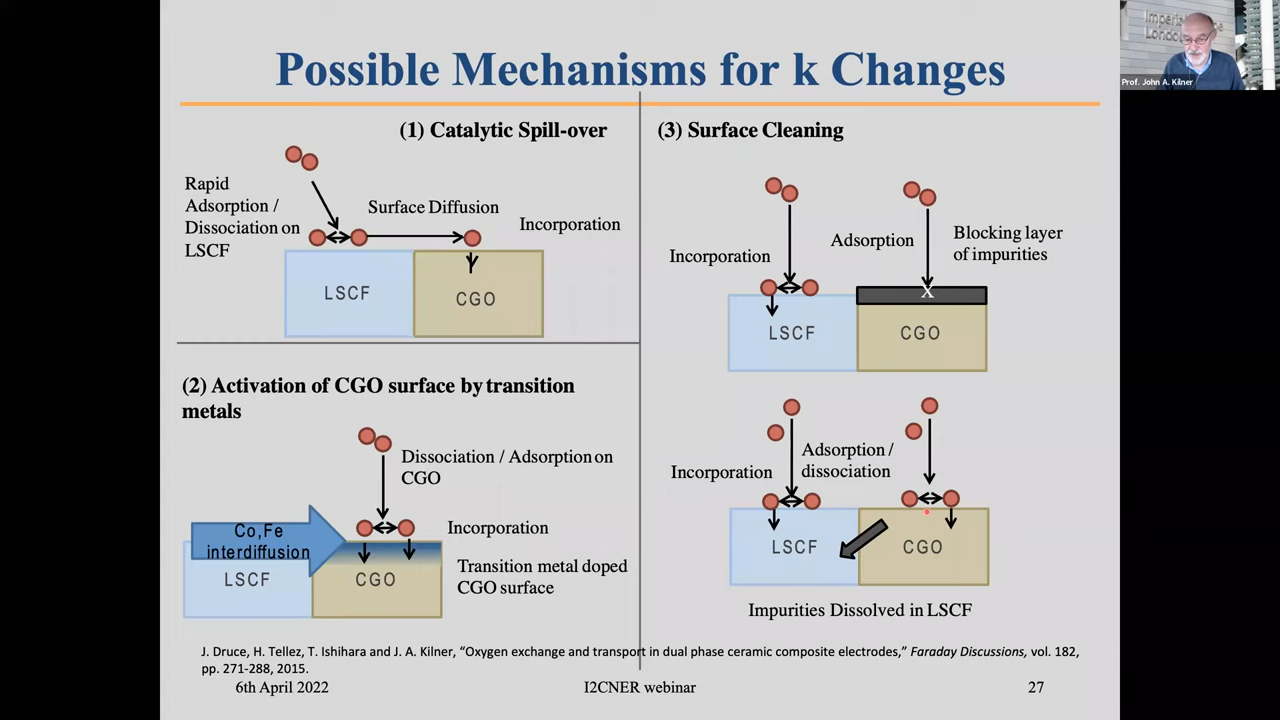 Possible Mechanisms for k Changes
(1) Catalytic Spill-over
Rapid
Adsorption /
Dissociation on
LSCF
Surface Diffusion
Incorporation
LSCF
CGO
(2) Activation of CGO surface by transition
metals
Dissociation / Adsorption on
CGO
Co,Fe
interdiffusion
Incorporation
LSCF
CGO
Transition metal doped
CGO surface
(3) Surface Cleaning
Incorporation
Adsorption
Blocking layer
of impurities
X
LSCF
CGO
Incorporation
Adsorption /
dissociation
LSCF
CGO
Impurities Dissolved in LSCF
J. Druce, H. Tellez, T. Ishihara and J. A. Kilner, “Oxygen exchange and transport in dual phase ceramic composite electrodes,” Faraday Discussions, vol. 182,
pp. 271-288, 2015.
6th April 2022
I2CNER webinar
27
Prof. John A. Kilner